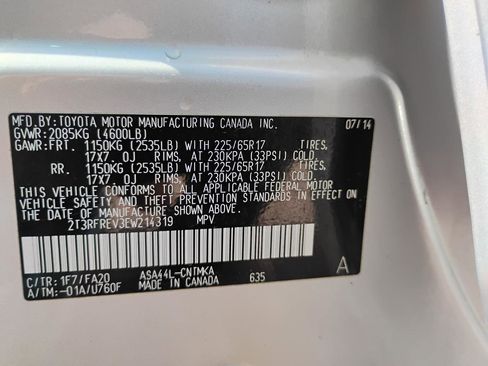 MFD.BY:TOYOTA MOTOR MANUFACTURING CANADA INC. 07/14
GVWR:2085KG (4600LB)
GAWR:FRT. 1150KG (2535LB) WITH 225/65R17 TIRES,
17X7. OJ RIMS, AT 230KPA (33PSI) COLD.
RR. 1150KG (2535LB) WITH 225/65R17 TIRES,
17X7. OJ RIMS, AT 230KPA (33PSI) COLD.
THIS VEHICLE CONFORMS TO ALL APPLICABLE FEDERAL MOTOR
VEHICLE SAFETY AND THEFT PREVENTION STANDARDS IN EFFECT
ON THE DATE OF MANUFACTURE SHOWN ABOVE.
2T3RFREV3EW214319 MPV
C/TR:1F7/FA20 ASA44L-CNTMKA A
A/TM:-01A/U760F MADE IN CANADA 635